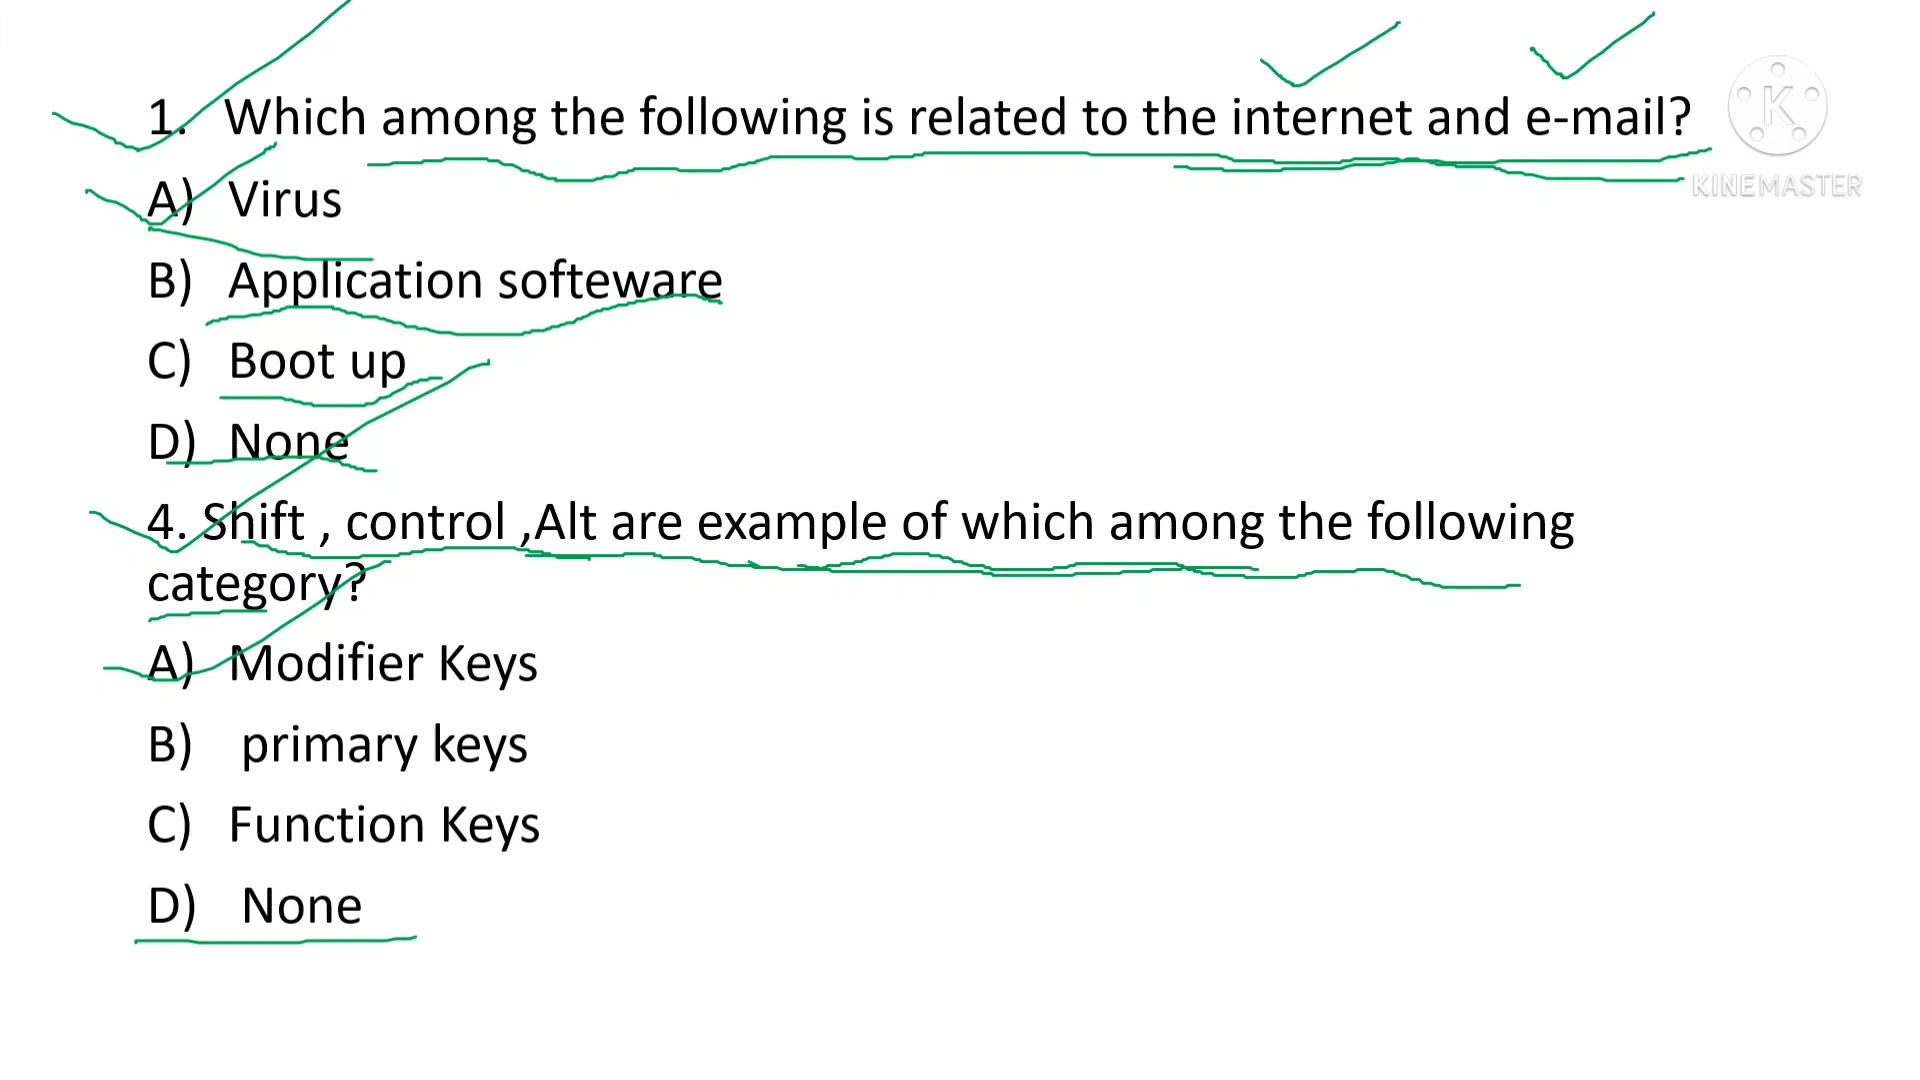 1. Which among the following is related to the internet and e-mail?
A) Virus
B) Application softeware
C) Boot up
D) None
4. Shift , control ,Alt are example of which among the following
category?
A) Modifier Keys
B) primary keys
C) Function Keys
D) None
K
KINEMASTER